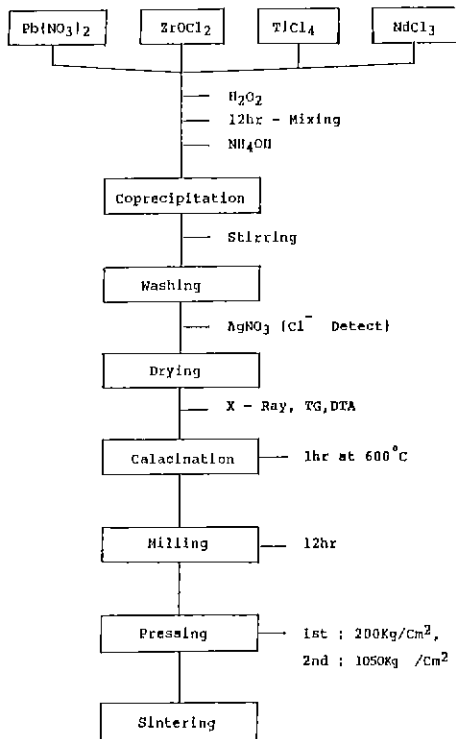 Pb(NO3)2 ZrOCl2 TiCl4 NdCl3
H2O2
12hr - Mixing
NH4OH
Coprecipitation
Stirring
Washing
AgNO3 (Cl- Detect)
Drying
X - Ray, TG,DTA
Calacination 1hr at 600°C
Milling 12hr
Pressing 1st ; 200Kg/Cm2,
2nd ; 1050Kg /Cm2
Sintering